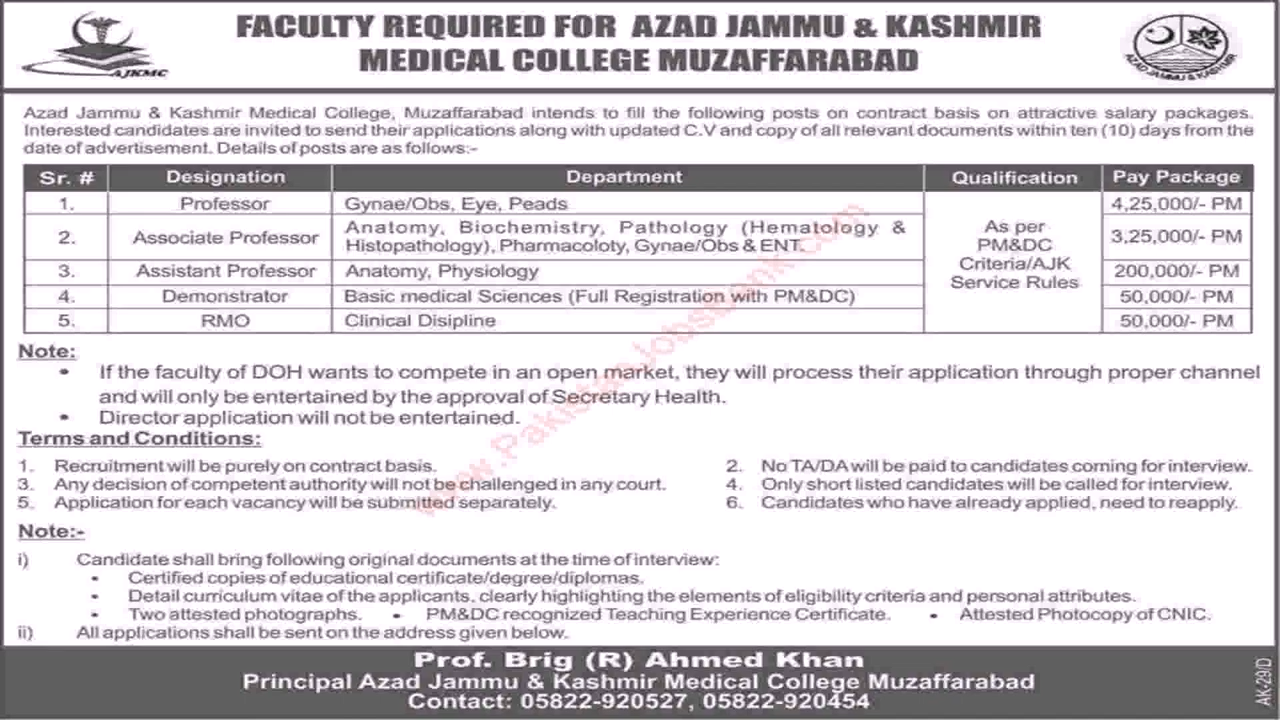 FACULTY REQUIRED FOR AZAD JAMMU & KASHMIR
MEDICAL COLLEGE MUZAFFARABAD
AJKMC
AZAD JAMMU & KASHMIR
Azad Jammu & Kashmir Medical College, Muzaffarabad intends to fill the following posts on contract basis on attractive salary packages.
Interested candidates are invited to send their applications along with updated C.V and copy of all relevant documents within ten (10) days from the
date of advertisement. Details of posts are as follows:-
Sr. # Designation Department Qualification Pay Package
1. Professor Gynae/Obs, Eye, Peads 4,25,000/- PM
2. Associate Professor Anatomy, Biochemistry, Pathology (Hematology &
Histopathology), Pharmacoloty, Gynae/Obs & ENT. 3,25,000/- PM
3. Assistant Professor Anatomy, Physiology 200,000/- PM
4. Demonstrator Basic medical Sciences (Full Registration with PM&DC) 50,000/- PM
5. RMO Clinical Disipline 50,000/- PM
As per
PM&DC
Criteria/AJK
Service Rules
Note:
• If the faculty of DOH wants to compete in an open market, they will process their application through proper channel
and will only be entertained by the approval of Secretary Health.
• Director application will not be entertained.
Terms and Conditions:
1. Recruitment will be purely on contract basis. 2. No TA/DA will be paid to candidates coming for interview.
3. Any decision of competent authority will not be challenged in any court. 4. Only short listed candidates will be called for interview.
5. Application for each vacancy will be submitted separately. 6. Candidates who have already applied, need to reapply.
Note:-
i) Candidate shall bring following original documents at the time of interview:
• Certified copies of educational certificate/degree/diplomas.
• Detail curriculum vitae of the applicants, clearly highlighting the elements of eligibility criteria and personal attributes.
• Two attested photographs. • PM&DC recognized Teaching Experience Certificate. • Attested Photocopy of CNIC.
ii) All applications shall be sent on the address given below.
Prof. Brig (R) Ahmed Khan
Principal Azad Jammu & Kashmir Medical College Muzaffarabad
Contact: 05822-920527, 05822-920454
AK-29/D
www.PakistanJobsBank.com